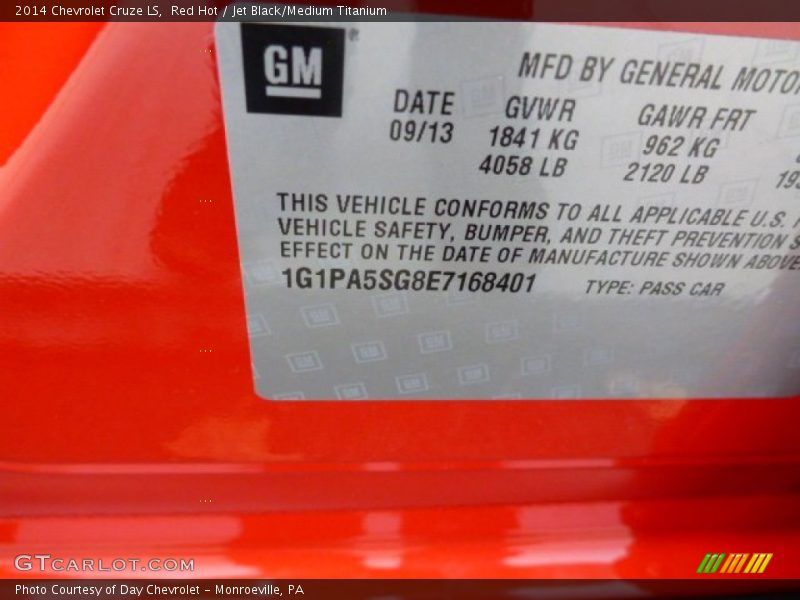 2014 Chevrolet Cruze LS, Red Hot / Jet Black/Medium Titanium
GM
MFD BY GENERAL
DATE GVWR GAWR FRT
09/13 1841 KG 962 KG
4058 LB 2120 LB
THIS VEHICLE CONFORMS TO ALL APPLICABLE U.S.
VEHICLE SAFETY, BUMPER, AND THEFT PREVENTION
EFFECT ON THE DATE OF MANUFACTURE SHOWN ABOVE
1G1PA5SG8E7168401 TYPE: PASS CAR
GTCARLOT.COM
Photo Courtesy of Day Chevrolet - Monroeville, PA